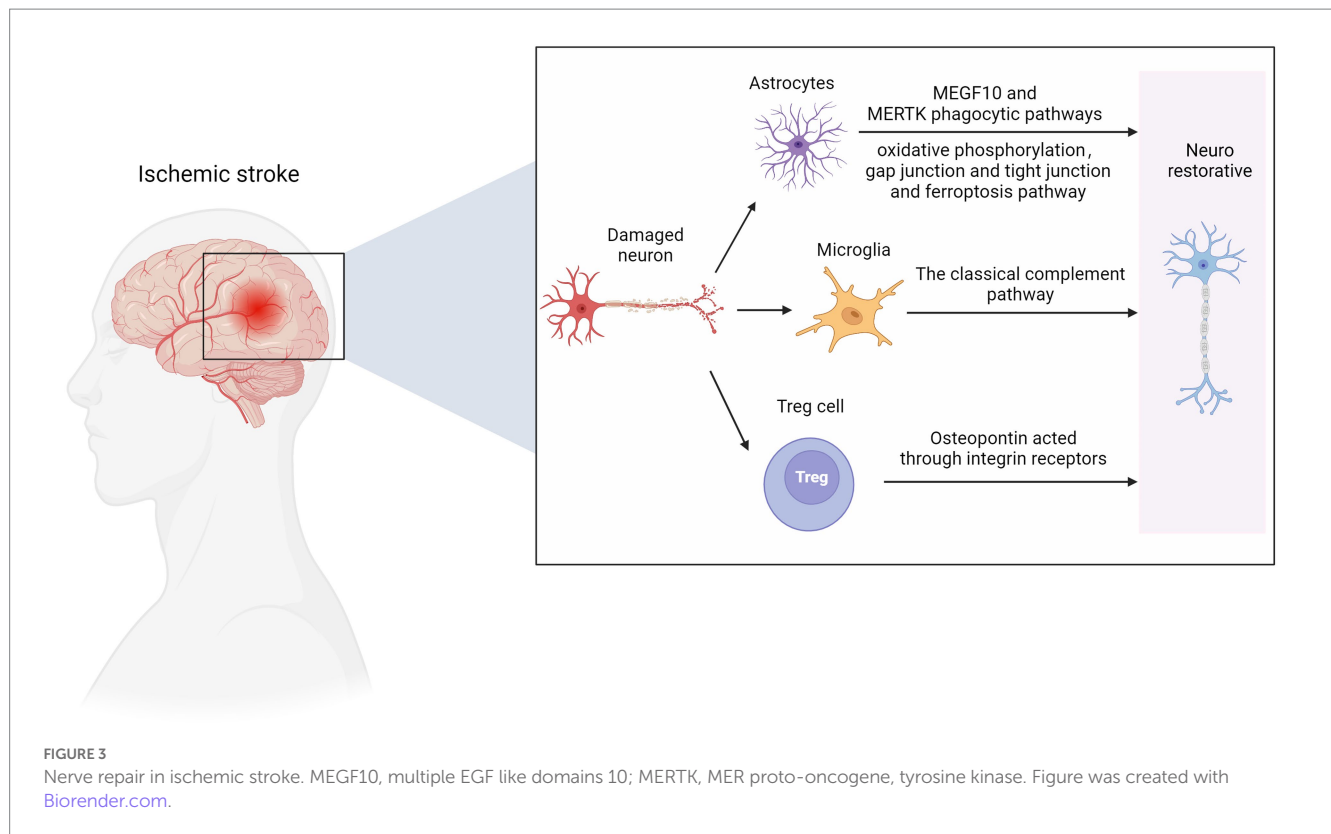 Ischemic stroke
Damaged
neuron
Astrocytes
MEGF10 and
MERTK phagocytic pathways
oxidative phosphorylation,
gap junction and tight junction
and ferroptosis pathway
Microglia
The classical complement
pathway
Treg cell
Treg
Osteopontin acted
through integrin receptors
Neuro
restorative
FIGURE 3
Nerve repair in ischemic stroke. MEGF10, multiple EGF like domains 10; MERTK, MER proto-oncogene, tyrosine kinase. Figure was created with
Biorender.com.